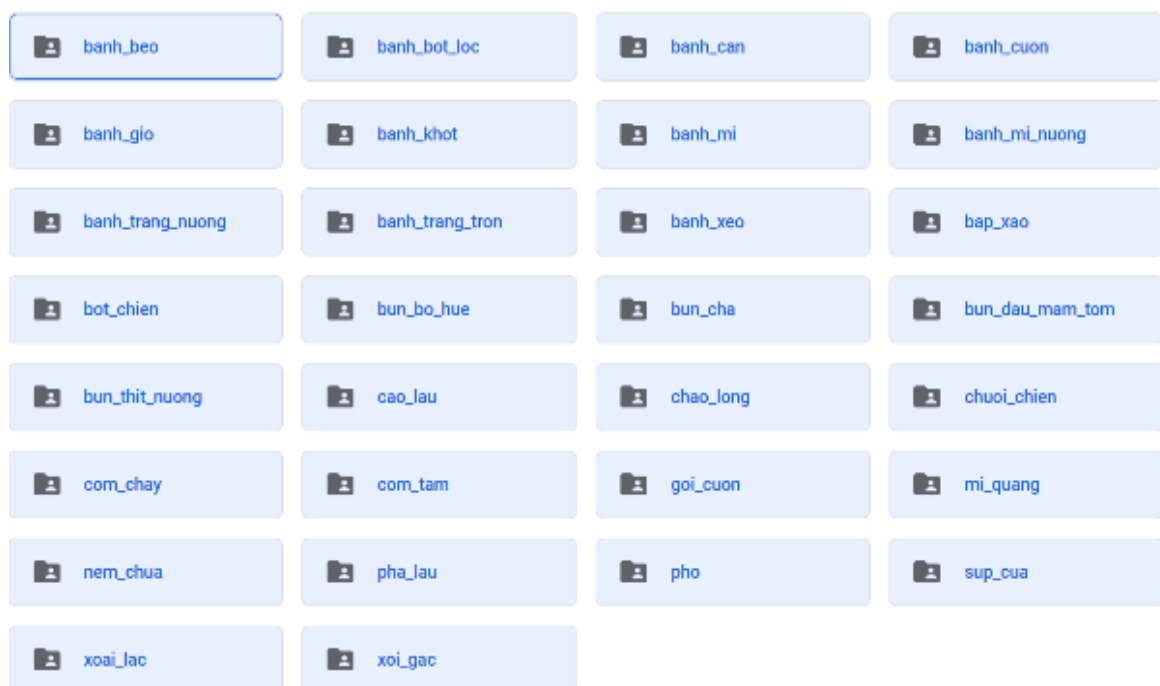 banh_beo
banh_bot_loc
banh_can
banh_cuon
banh_gio
banh_khot
banh_mi
banh_mi_nuong
banh_trang_nuong
banh_trang_tron
banh_xeo
bap_xao
bot_chien
bun_bo_hue
bun_cha
bun_dau_mam_tom
bun_thit_nuong
cao_lau
chao_long
chuoi_chien
com_chay
com_tam
goi_cuon
mi_quang
nem_chua
pha_lau
pho
sup_cua
xoai_lac
xoi_gac